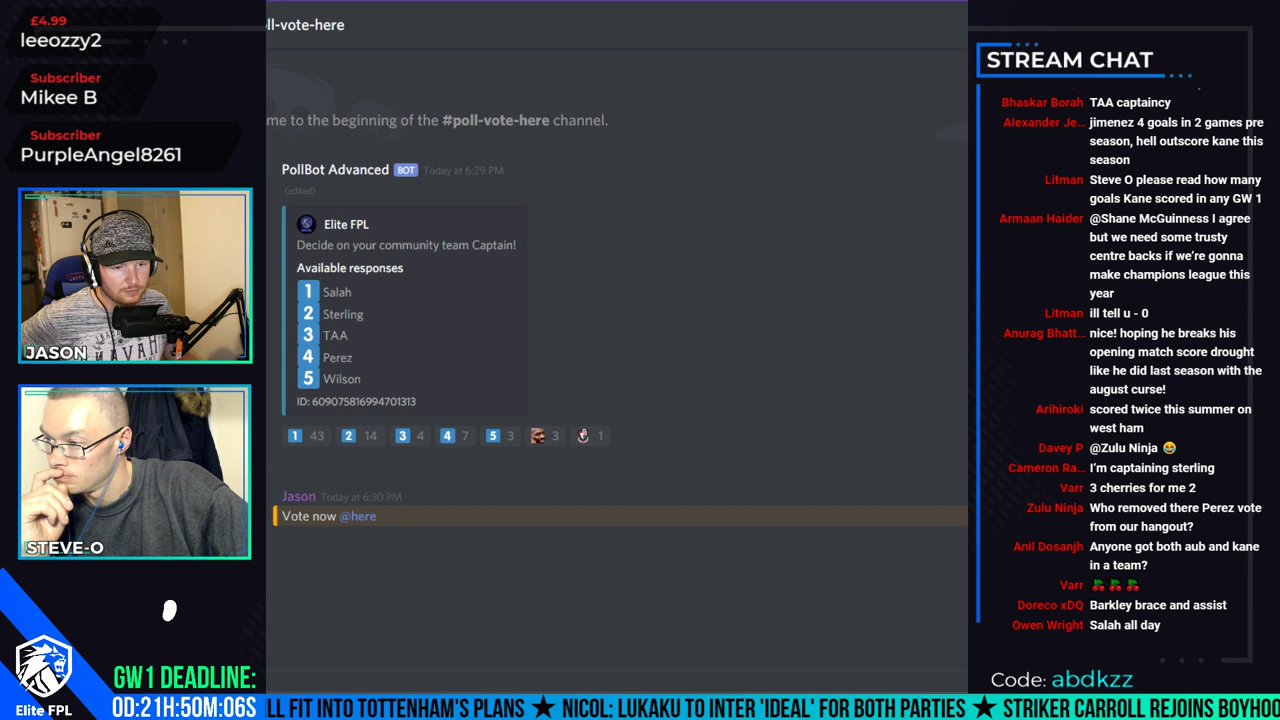 £4.99
leeozzy2
Subscriber
Mikee B
Subscriber
PurpleAngel8261
JASON
STEVE-O
Elite FPL
GW1 DEADLINE:
0D:21H:50M:06S
ll-vote-here
me to the beginning of the #poll-vote-here channel.
PollBot Advanced BOT Today at 6:29 PM
(edited)
Elite FPL
Decide on your community team Captain!
Available responses
1 Salah
2 Sterling
3 TAA
4 Perez
5 Wilson
ID: 609075816994701313
1 43 2 14 3 4 4 7 5 3 3 1
Jason Today at 6:30 PM
Vote now @here
STREAM CHAT
Bhaskar Borah TAA captaincy
Alexander Je... jimenez 4 goals in 2 games pre
season, hell outscore kane this
season
Litman Steve O please read how many
goals Kane scored in any GW 1
Armaan Haider @Shane McGuinness I agree
but we need some trusty
centre backs if we're gonna
make champions league this
year
Litman ill tell u - 0
Anurag Bhatt... nice! hoping he breaks his
opening match score drought
like he did last season with the
august curse!
Arihiroki scored twice this summer on
west ham
Davey P @Zulu Ninja 😂
Cameron Ra... I'm captaining sterling
Varr 3 cherries for me 2
Zulu Ninja Who removed there Perez vote
from our hangout?
Anil Dosanjh Anyone got both aub and kane
in a team?
Varr 🍒🍒🍒
Doreco xDQ Barkley brace and assist
Owen Wright Salah all day
Code: abdkzz
LL FIT INTO TOTTENHAM'S PLANS ★ NICOL: LUKAKU TO INTER 'IDEAL' FOR BOTH PARTIES ★ STRIKER CARROLL REJOINS BOYHOO